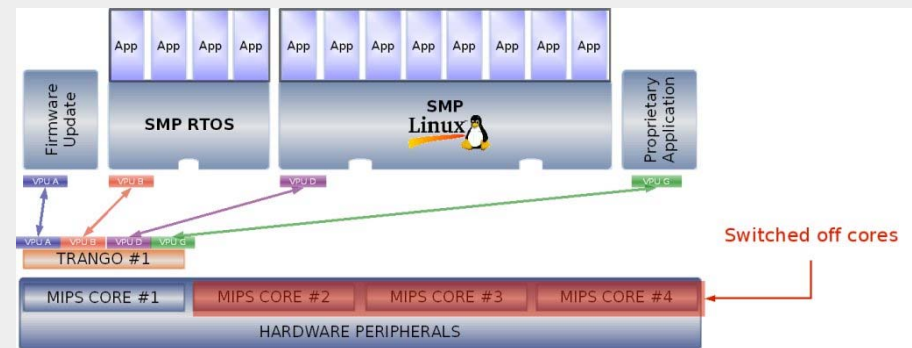 App App App App App App App App App App App App
Firmware
Update
SMP RTOS
SMP
Linux
Proprietary
Application
VPU A VPU B VPU D VPU G
VPU A VPU B VPU D VPU G
TRANGO #1
Switched off cores
MIPS CORE #1 MIPS CORE #2 MIPS CORE #3 MIPS CORE #4
HARDWARE PERIPHERALS